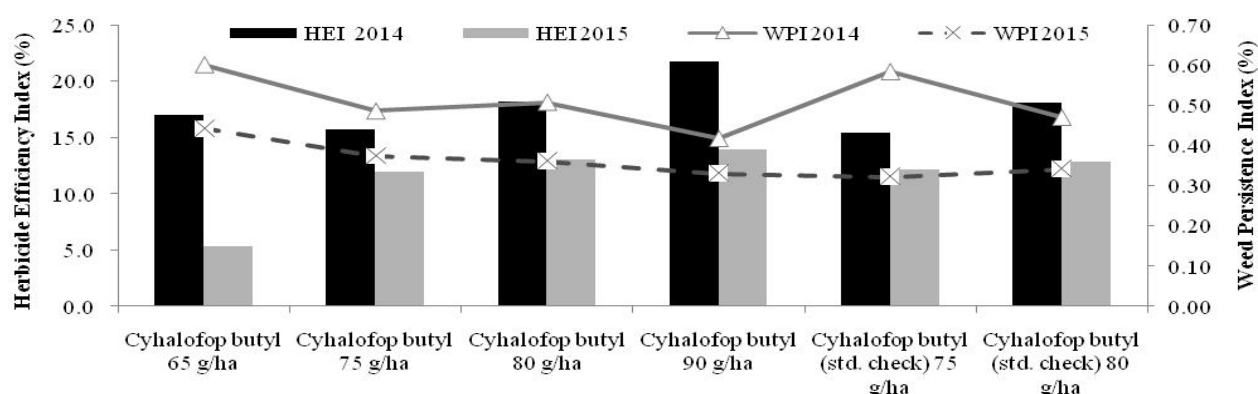 HEI 2014 HEI2015 WPI2014 WPI2015
Herbicide Efficiency Index (%)
25.0
20.0
15.0
10.0
5.0
0.0
Weed Persistence Index (%)
0.70
0.60
0.50
0.40
0.30
0.20
0.10
0.00
Cyhalofop butyl
65 g/ha
Cyhalofop butyl
75 g/ha
Cyhalofop butyl
80 g/ha
Cyhalofop butyl
90 g/ha
Cyhalofop butyl
(std. check) 75
g/ha
Cyhalofop butyl
(std. check) 80
g/ha